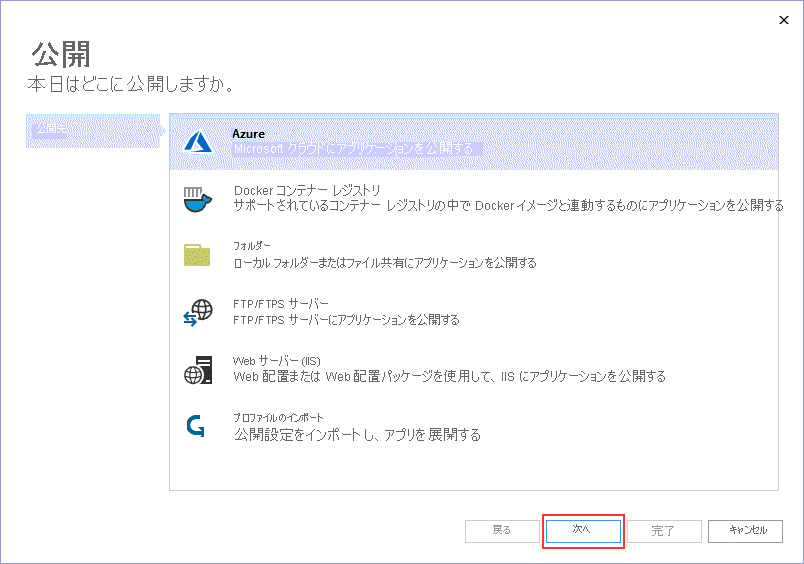 公開
本日はどこに公開しますか。
公開先
Azure
Microsoft クラウドにアプリケーションを公開する
Docker コンテナー レジストリ
サポートされているコンテナー レジストリの中で Docker イメージと連動するものにアプリケーションを公開する
フォルダー
ローカル フォルダーまたはファイル共有にアプリケーションを公開する
FTP/FTPS サーバー
FTP/FTPS サーバーにアプリケーションを公開する
Web サーバー (IIS)
Web 配置または Web 配置パッケージを使用して、IIS にアプリケーションを公開する
プロファイルのインポート
公開設定をインポートし、アプリを展開する
戻る
次へ
完了
キャンセル